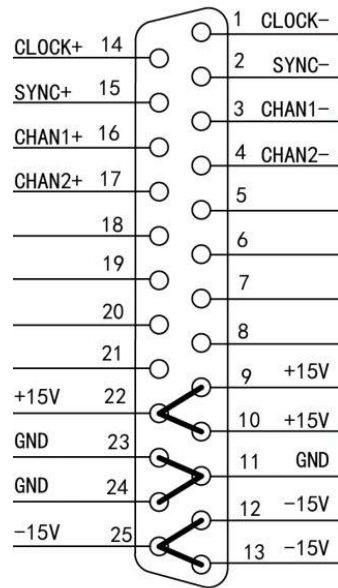 1 CLOCK-
CLOCK+ 14
2 SYNC-
SYNC+ 15
3 CHAN1-
CHAN1+ 16
4 CHAN2-
CHAN2+ 17
5
18
6
19
7
20
8
21
9 +15V
+15V 22
10 +15V
GND 23
11 GND
GND 24
12 -15V
-15V 25
13 -15V